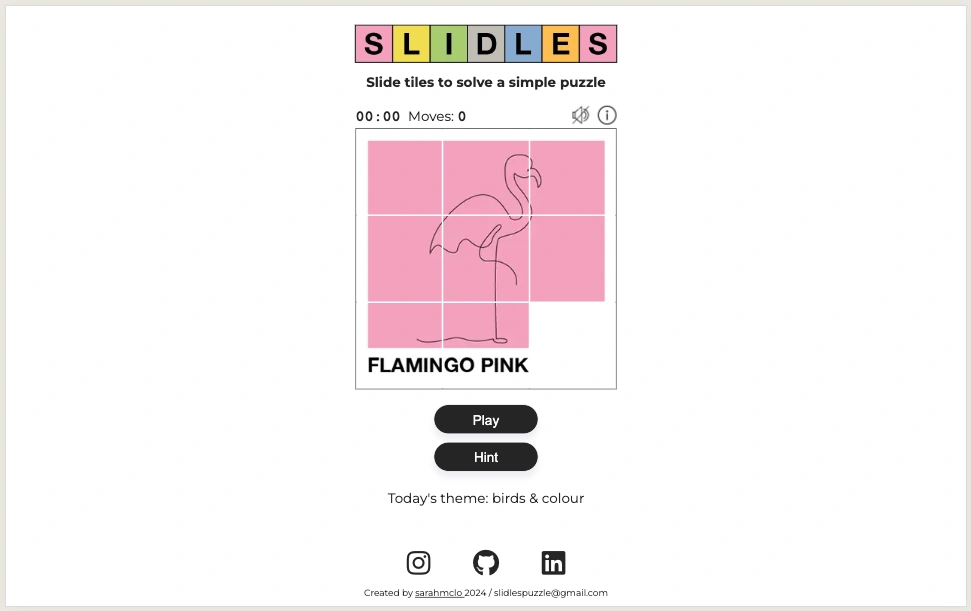 SLIDLES
Slide tiles to solve a simple puzzle
00:00 Moves: 0
FLAMINGO PINK
Play
Hint
Today's theme: birds & colour
Created by sarahmclo 2024 / slidlespuzzle@gmail.com